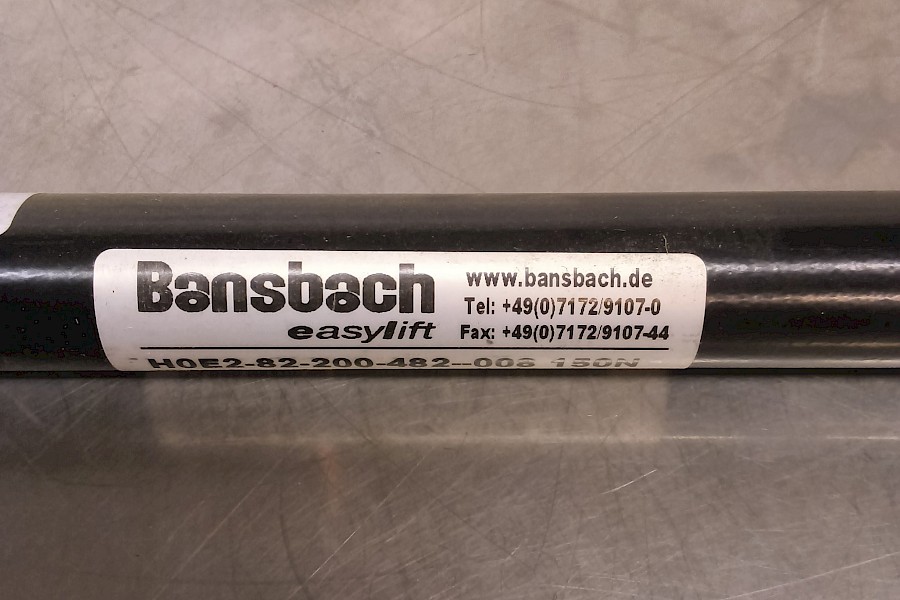 Bansbach
easylift
www.bansbach.de
Tel: +49(0)7172/9107-0
Fax: +49(0)7172/9107-44
H0E2-82-200-482--008 150N